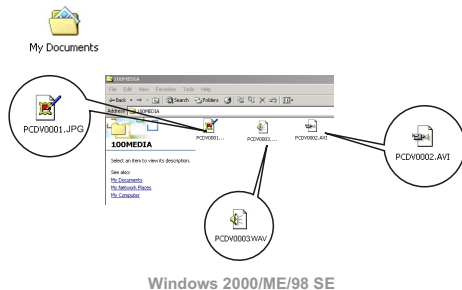 My Documents
100MEDIA
File Edit View Favorites Tools Help
Back Search Folders
Address 100MEDIA
PCDV0001.JPG
PCDV0001...
PCDV0003....
PCDV0002.AVI
PCDV0002.AVI
100MEDIA
Select an item to view its description.
See also:
My Documents
My Network Places
My Computer
PCDV0003.WAV
Windows 2000/ME/98 SE